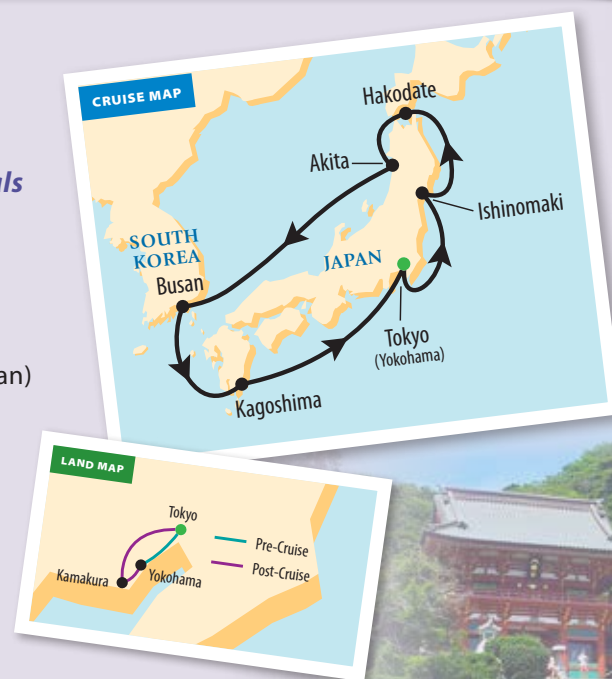 CRUISE MAP
Hakodate
Akita
Ishinomaki
SOUTH
KOREA
JAPAN
Busan
Tokyo
(Yokohama)
Kagoshima
LAND MAP
Tokyo
Pre-Cruise
Post-Cruise
Kamakura
Yokohama